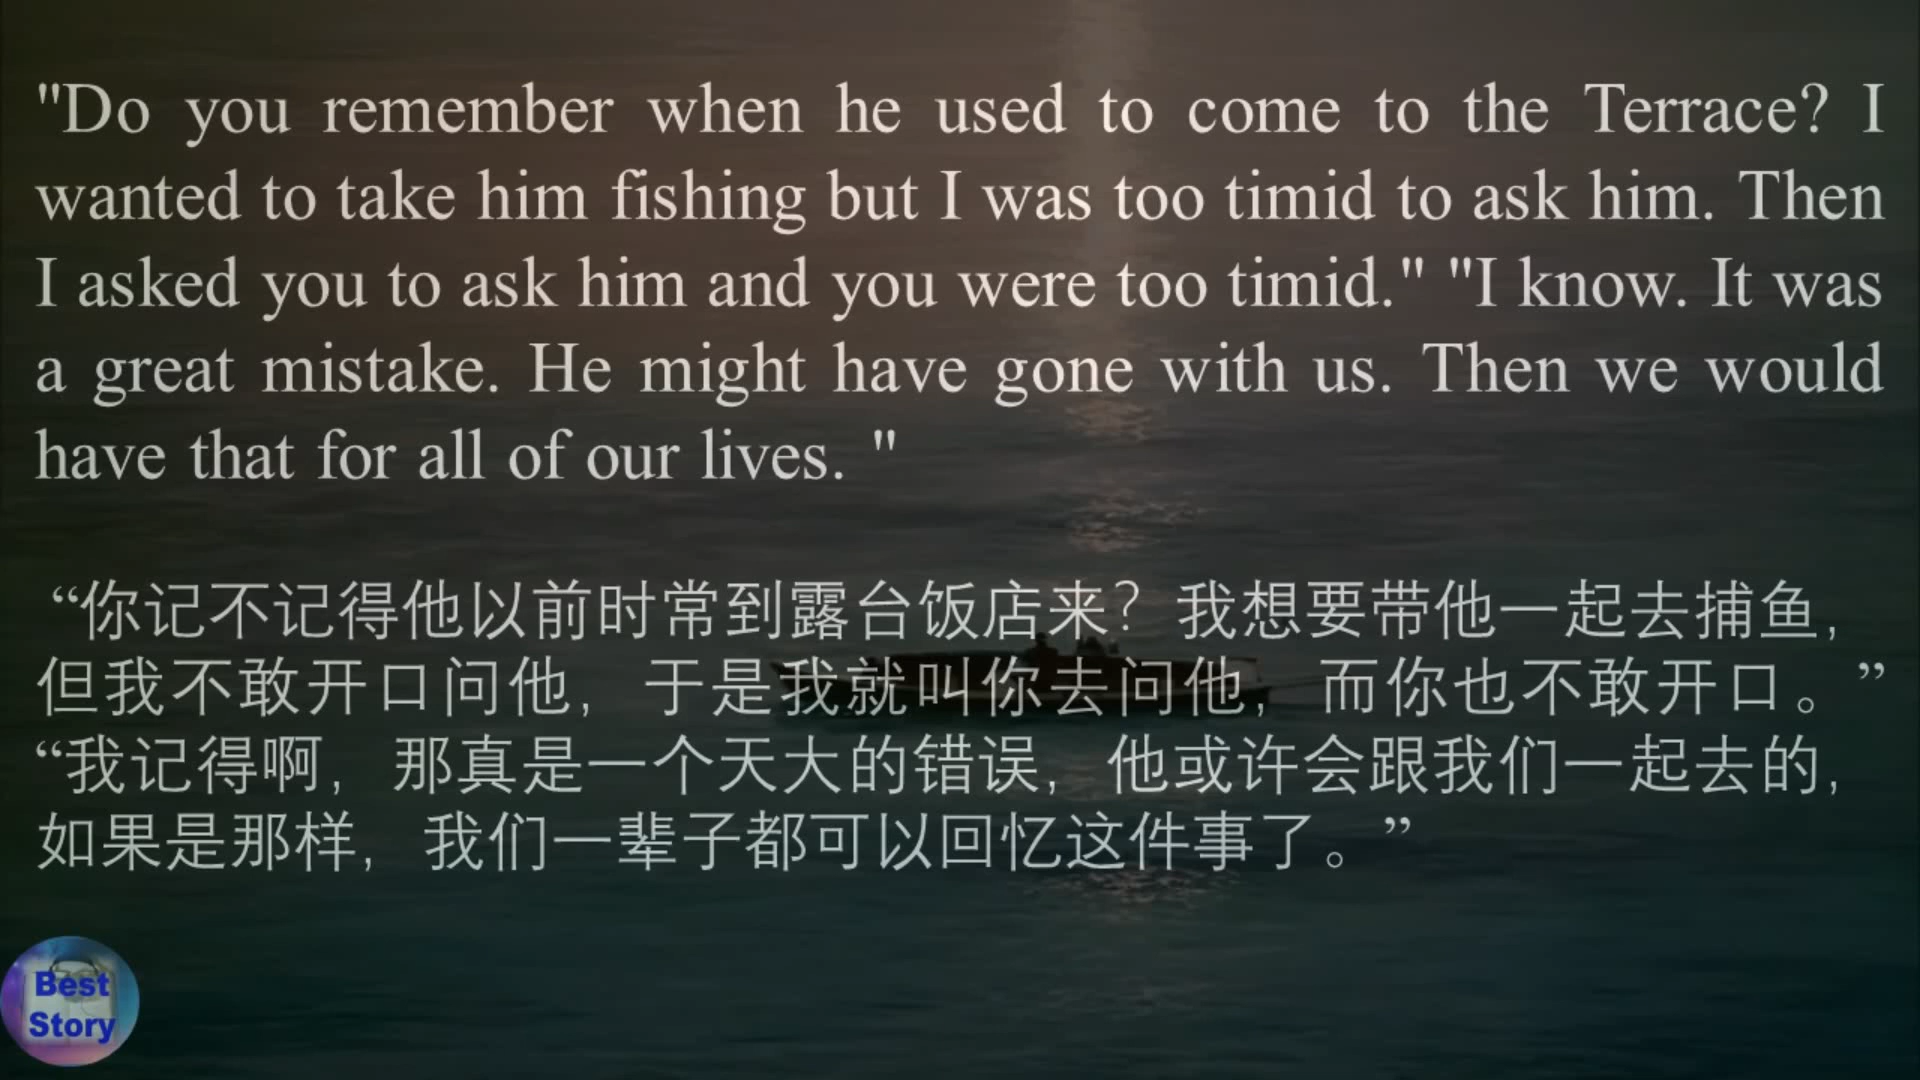 "Do you remember when he used to come to the Terrace? I
wanted to take him fishing but I was too timid to ask him. Then
I asked you to ask him and you were too timid." "I know. It was
a great mistake. He might have gone with us. Then we would
have that for all of our lives. "
“你记不记得他以前时常到露台饭店来？我想要带他一起去捕鱼，
但我不敢开口问他，于是我就叫你去问他，而你也不敢开口。”
“我记得啊，那真是一个天大的错误，他或许会跟我们一起去的，
如果是那样，我们一辈子都可以回忆这件事了。”
Best
Story